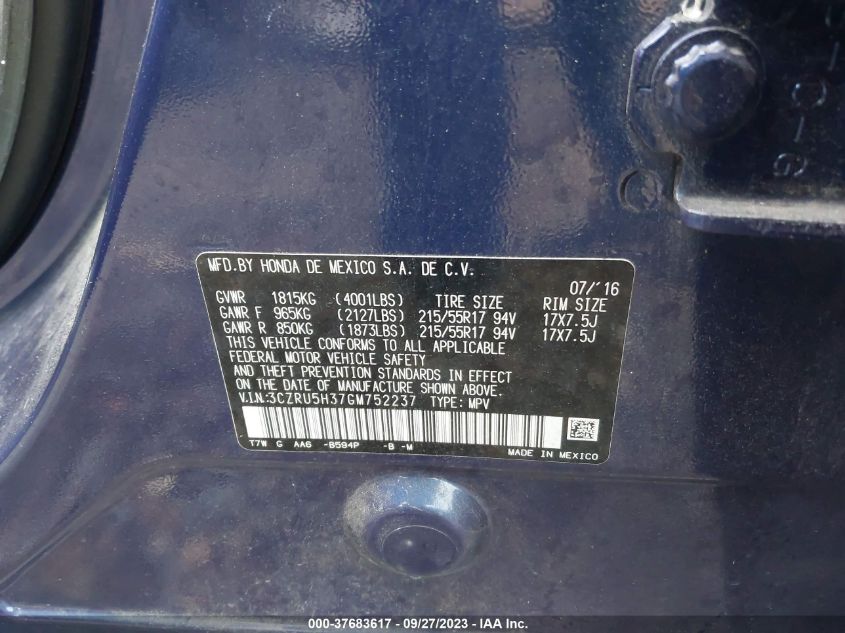 MFD.BY HONDA DE MEXICO S.A. DE C.V.
07/'16
GVWR 1815KG (4001LBS) TIRE SIZE RIM SIZE
GAWR F 965KG (2127LBS) 215/55R17 94V 17X7.5J
GAWR R 850KG (1873LBS) 215/55R17 94V 17X7.5J
THIS VEHICLE CONFORMS TO ALL APPLICABLE
FEDERAL MOTOR VEHICLE SAFETY
AND THEFT PREVENTION STANDARDS IN EFFECT
ON THE DATE OF MANUFACTURE SHOWN ABOVE.
V.I.N:3CZRU5H37GM752237 TYPE: MPV
T7W G AA6 -B594P -B -M
MADE IN MEXICO
000-37683617 - 09/27/2023 - IAA Inc.